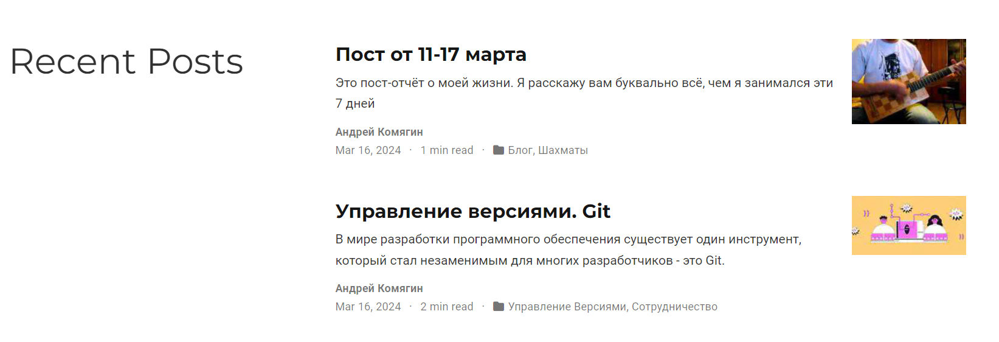 Recent Posts
Пост от 11-17 марта
Это пост-отчёт о моей жизни. Я расскажу вам буквально всё, чем я занимался эти
7 дней
Андрей Комягин
Mar 16, 2024 · 1 min read · Блог, Шахматы
Управление версиями. Git
В мире разработки программного обеспечения существует один инструмент,
который стал незаменимым для многих разработчиков - это Git.
Андрей Комягин
Mar 16, 2024 · 2 min read · Управление Версиями, Сотрудничество